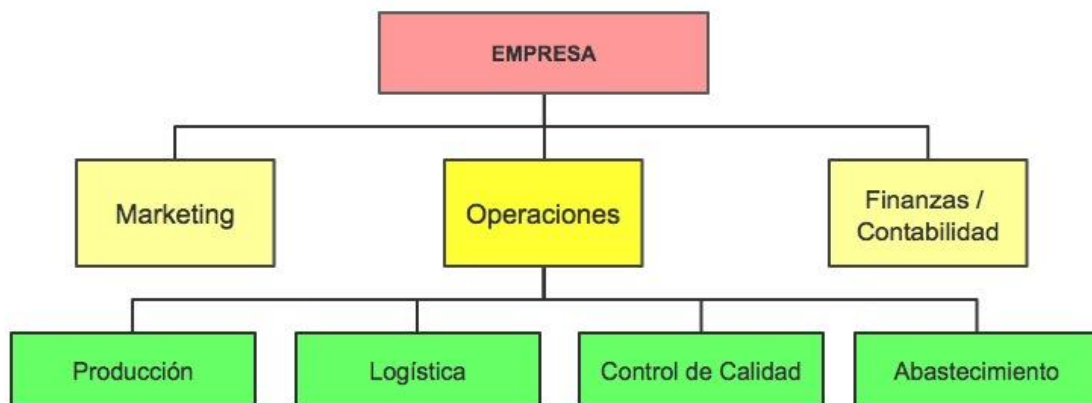 EMPRESA
Marketing
Operaciones
Finanzas /
Contabilidad
Producción
Logística
Control de Calidad
Abastecimiento